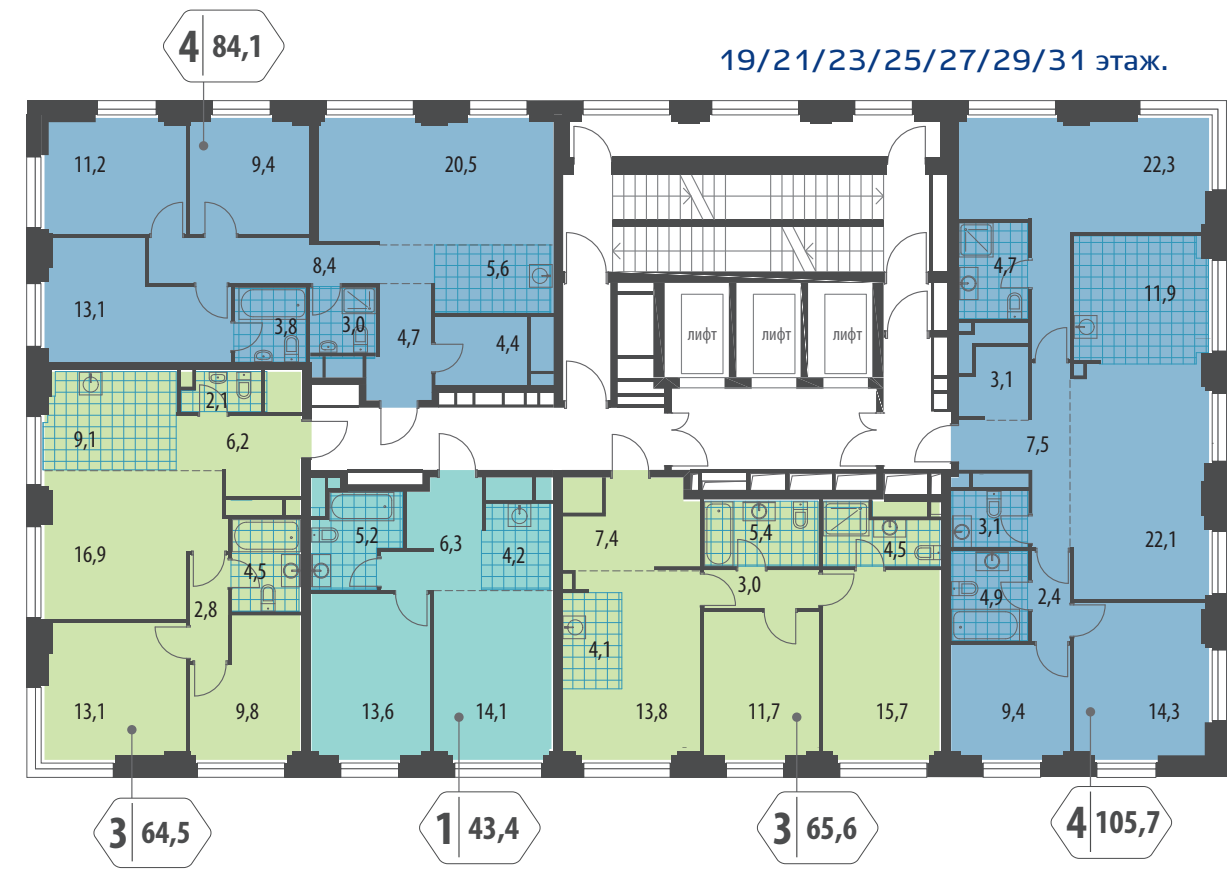 4 84,1
19/21/23/25/27/29/31 этаж.
11,2 9,4 20,5 22,3
13,1 8,4 5,6 4,7 11,9
3,8 3,0 4,7 4,4 лифт лифт лифт
3,1
2,1
9,1 6,2 7,5
16,9 5,2 6,3 4,2 7,4 5,4 4,5 3,1 22,1
4,5 2,8 3,0 4,9 2,4
4,1
13,1 9,8 13,6 14,1 13,8 11,7 15,7 9,4 14,3
3 64,5
1 43,4
3 65,6
4 105,7